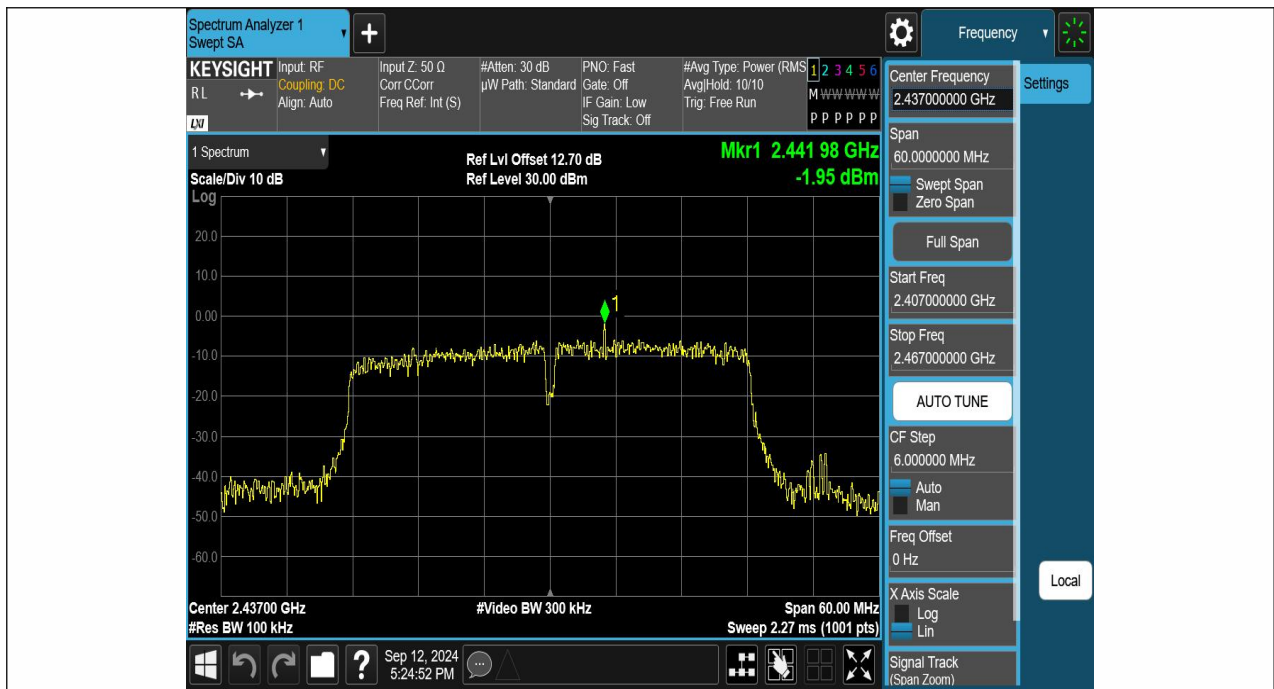 Spectrum Analyzer 1
Swept SA
+
Frequency
KEYSIGHT
RL
LXI
Input: RF
Coupling: DC
Align: Auto
Input Z: 50 Ω
Corr CCorr
Freq Ref: Int (S)
#Atten: 30 dB
µW Path: Standard
PNO: Fast
Gate: Off
IF Gain: Low
Sig Track: Off
#Avg Type: Power (RMS
Avg|Hold: 10/10
Trig: Free Run
1 2 3 4 5 6
M W W W W W
P P P P P P
1 Spectrum
Scale/Div 10 dB
Ref Lvl Offset 12.70 dB
Ref Level 30.00 dBm
Mkr1 2.441 98 GHz
-1.95 dBm
Log
20.0
10.0
0.00
-10.0
-20.0
-30.0
-40.0
-50.0
-60.0
1
Center 2.43700 GHz
#Res BW 100 kHz
#Video BW 300 kHz
Span 60.00 MHz
Sweep 2.27 ms (1001 pts)
Center Frequency
2.437000000 GHz
Span
60.0000000 MHz
Swept Span
Zero Span
Full Span
Start Freq
2.407000000 GHz
Stop Freq
2.467000000 GHz
AUTO TUNE
CF Step
6.000000 MHz
Auto
Man
Freq Offset
0 Hz
X Axis Scale
Log
Lin
Signal Track
(Span Zoom)
Settings
Local
?
Sep 12, 2024
5:24:52 PM